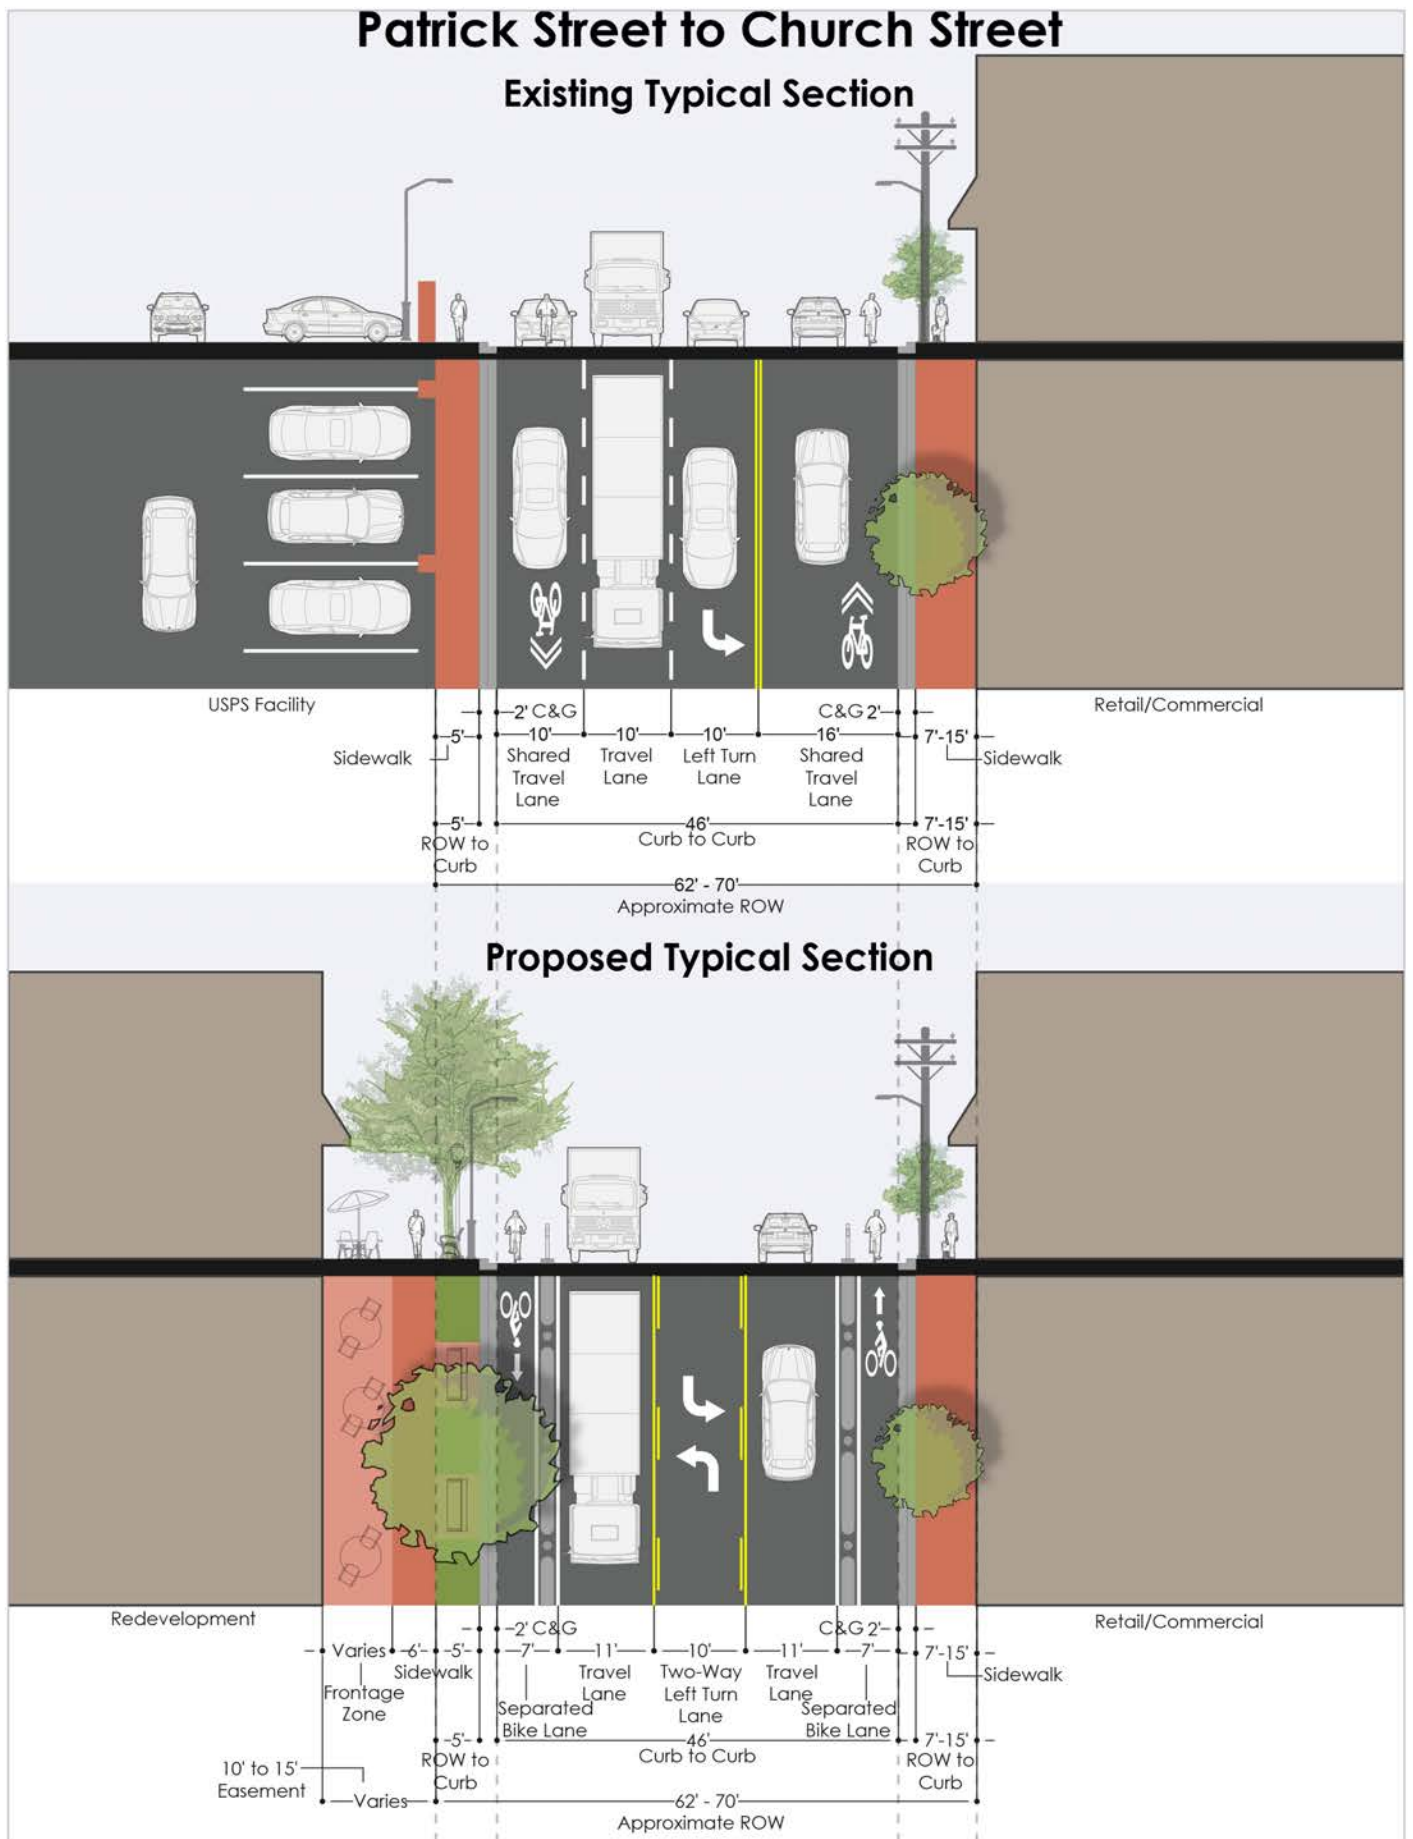 Patrick Street to Church Street
Existing Typical Section
USPS Facility
Retail/Commercial
2' C&G
C&G 2'
5'
10'
10'
10'
16'
7'-15'
Sidewalk
Shared
Travel
Lane
Travel
Lane
Left Turn
Lane
Shared
Travel
Lane
Sidewalk
5'
46'
7'-15'
ROW to
Curb
Curb to Curb
ROW to
Curb
62' - 70'
Approximate ROW
Proposed Typical Section
Redevelopment
Retail/Commercial
2' C&G
C&G 2'
Varies
6'
5'
7'
11'
10'
11'
7'
7'-15'
Frontage
Zone
Sidewalk
Separated
Bike Lane
Travel
Lane
Two-Way
Left Turn
Lane
Travel
Lane
Separated
Bike Lane
Sidewalk
5'
46'
7'-15'
ROW to
Curb
Curb to Curb
ROW to
Curb
10' to 15'
Easement
Varies
62' - 70'
Approximate ROW